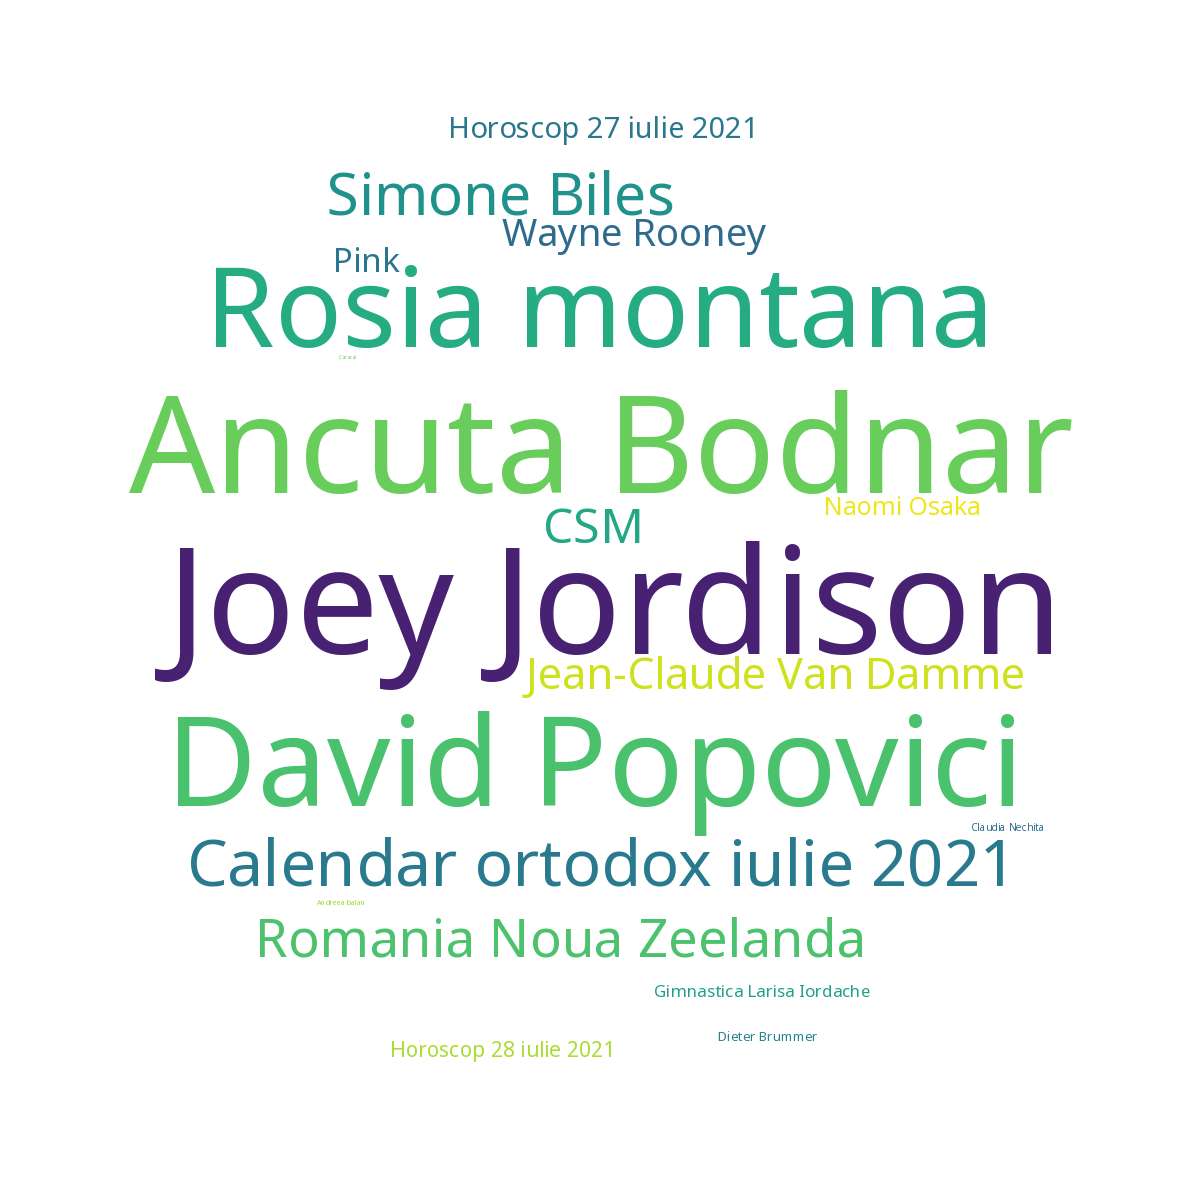 Horoscop 27 iulie 2021
Simone Biles
Wayne Rooney
Pink
Rosia montana
Caracal
Ancuta Bodnar
Naomi Osaka
CSM
Joey Jordison
Jean-Claude Van Damme
David Popovici
Claudia Nechita
Calendar ortodox iulie 2021
Andreea balan
Romania Noua Zeelanda
Gimnastica Larisa Iordache
Dieter Brummer
Horoscop 28 iulie 2021